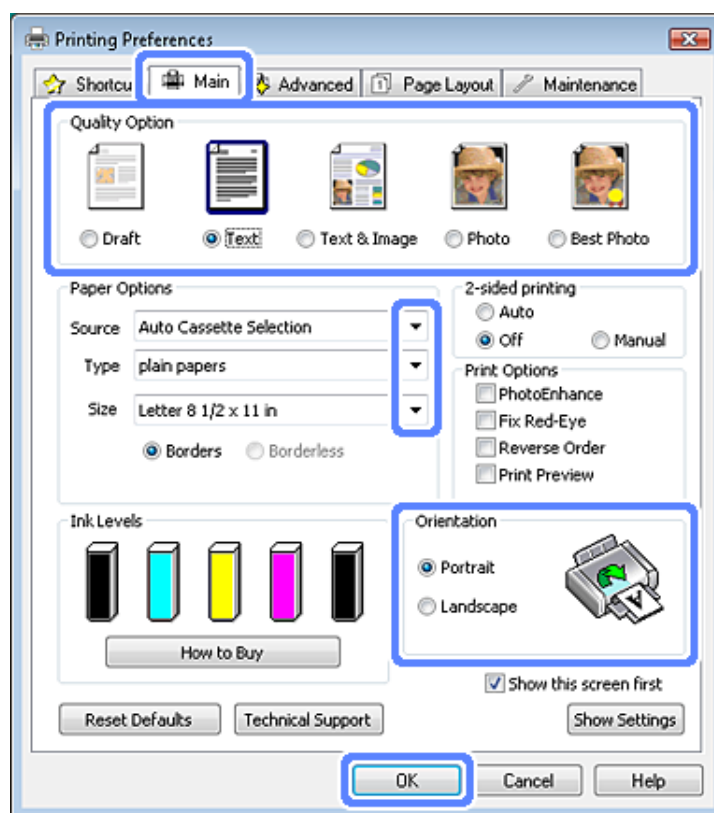 Printing Preferences
Shortcu Main Advanced Page Layout Maintenance
Quality Option
Draft Text Text & Image Photo Best Photo
Paper Options
Source Auto Cassette Selection
Type plain papers
Size Letter 8 1/2 x 11 in
Borders Borderless
2-sided printing
Auto
Off Manual
Print Options
PhotoEnhance
Fix Red-Eye
Reverse Order
Print Preview
Ink Levels
How to Buy
Orientation
Portrait
Landscape
A
Show this screen first
Reset Defaults Technical Support Show Settings
OK Cancel Help